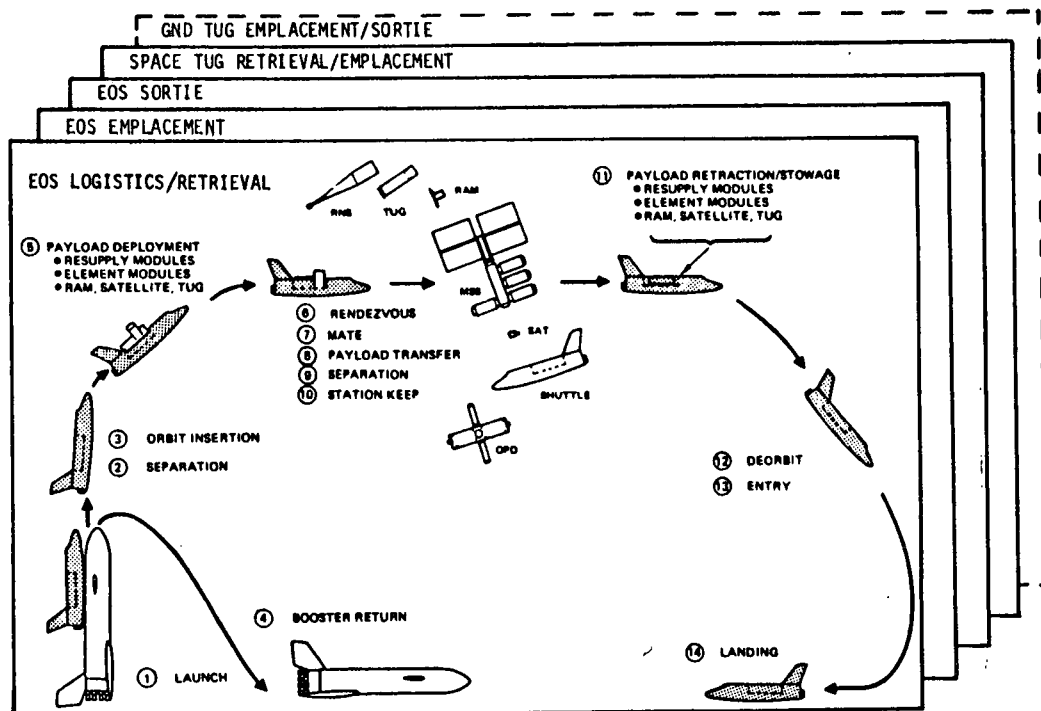 GND TUG EMPLACEMENT/SORTIE
SPACE TUG RETRIEVAL/EMPLACEMENT
EOS SORTIE
EOS EMPLACEMENT
EOS LOGISTICS/RETRIEVAL
RNS
TUG
RAM
MSS
SAT
SHUTTLE
OPD
⑤ PAYLOAD DEPLOYMENT
• RESUPPLY MODULES
• ELEMENT MODULES
• RAM, SATELLITE, TUG
⑥ RENDEZVOUS
⑦ MATE
⑧ PAYLOAD TRANSFER
⑨ SEPARATION
⑩ STATION KEEP
⑪ PAYLOAD RETRACTION/STOWAGE
• RESUPPLY MODULES
• ELEMENT MODULES
• RAM, SATELLITE, TUG
③ ORBIT INSERTION
② SEPARATION
⑫ DEORBIT
⑬ ENTRY
④ BOOSTER RETURN
① LAUNCH
⑭ LANDING